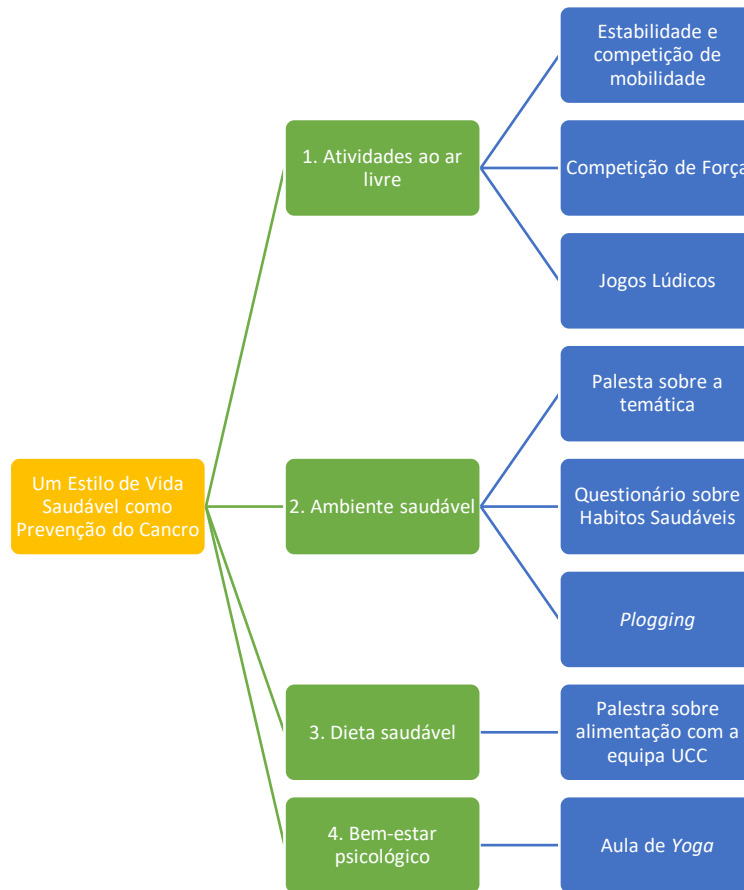 Um Estilo de Vida
Saudável como
Prevenção do Cancro
1. Atividades ao ar
livre
Estabilidade e
competição de
mobilidade
Competição de Força
Jogos Lúdicos
2. Ambiente saudável
Palesta sobre a
temática
Questionário sobre
Habitos Saudáveis
Plogging
3. Dieta saudável
Palestra sobre
alimentação com a
equipa UCC
4. Bem-estar
psicológico
Aula de Yoga